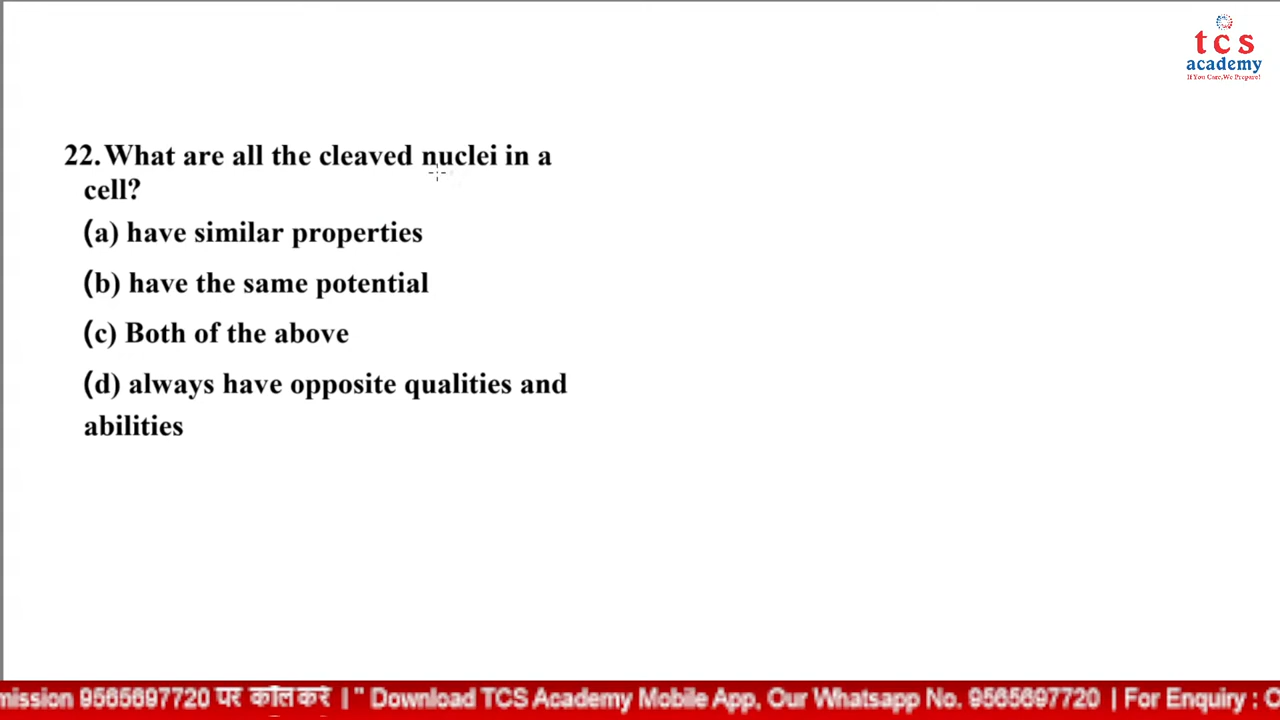 tcs
academy
If You Care,We Prepare!
22.What are all the cleaved nuclei in a
cell?
(a) have similar properties
(b) have the same potential
(c) Both of the above
(d) always have opposite qualities and
abilities
mission 9565697720 पर कॉल करें | " Download TCS Academy Mobile App, Our Whatsapp No. 9565697720 | For Enquiry :